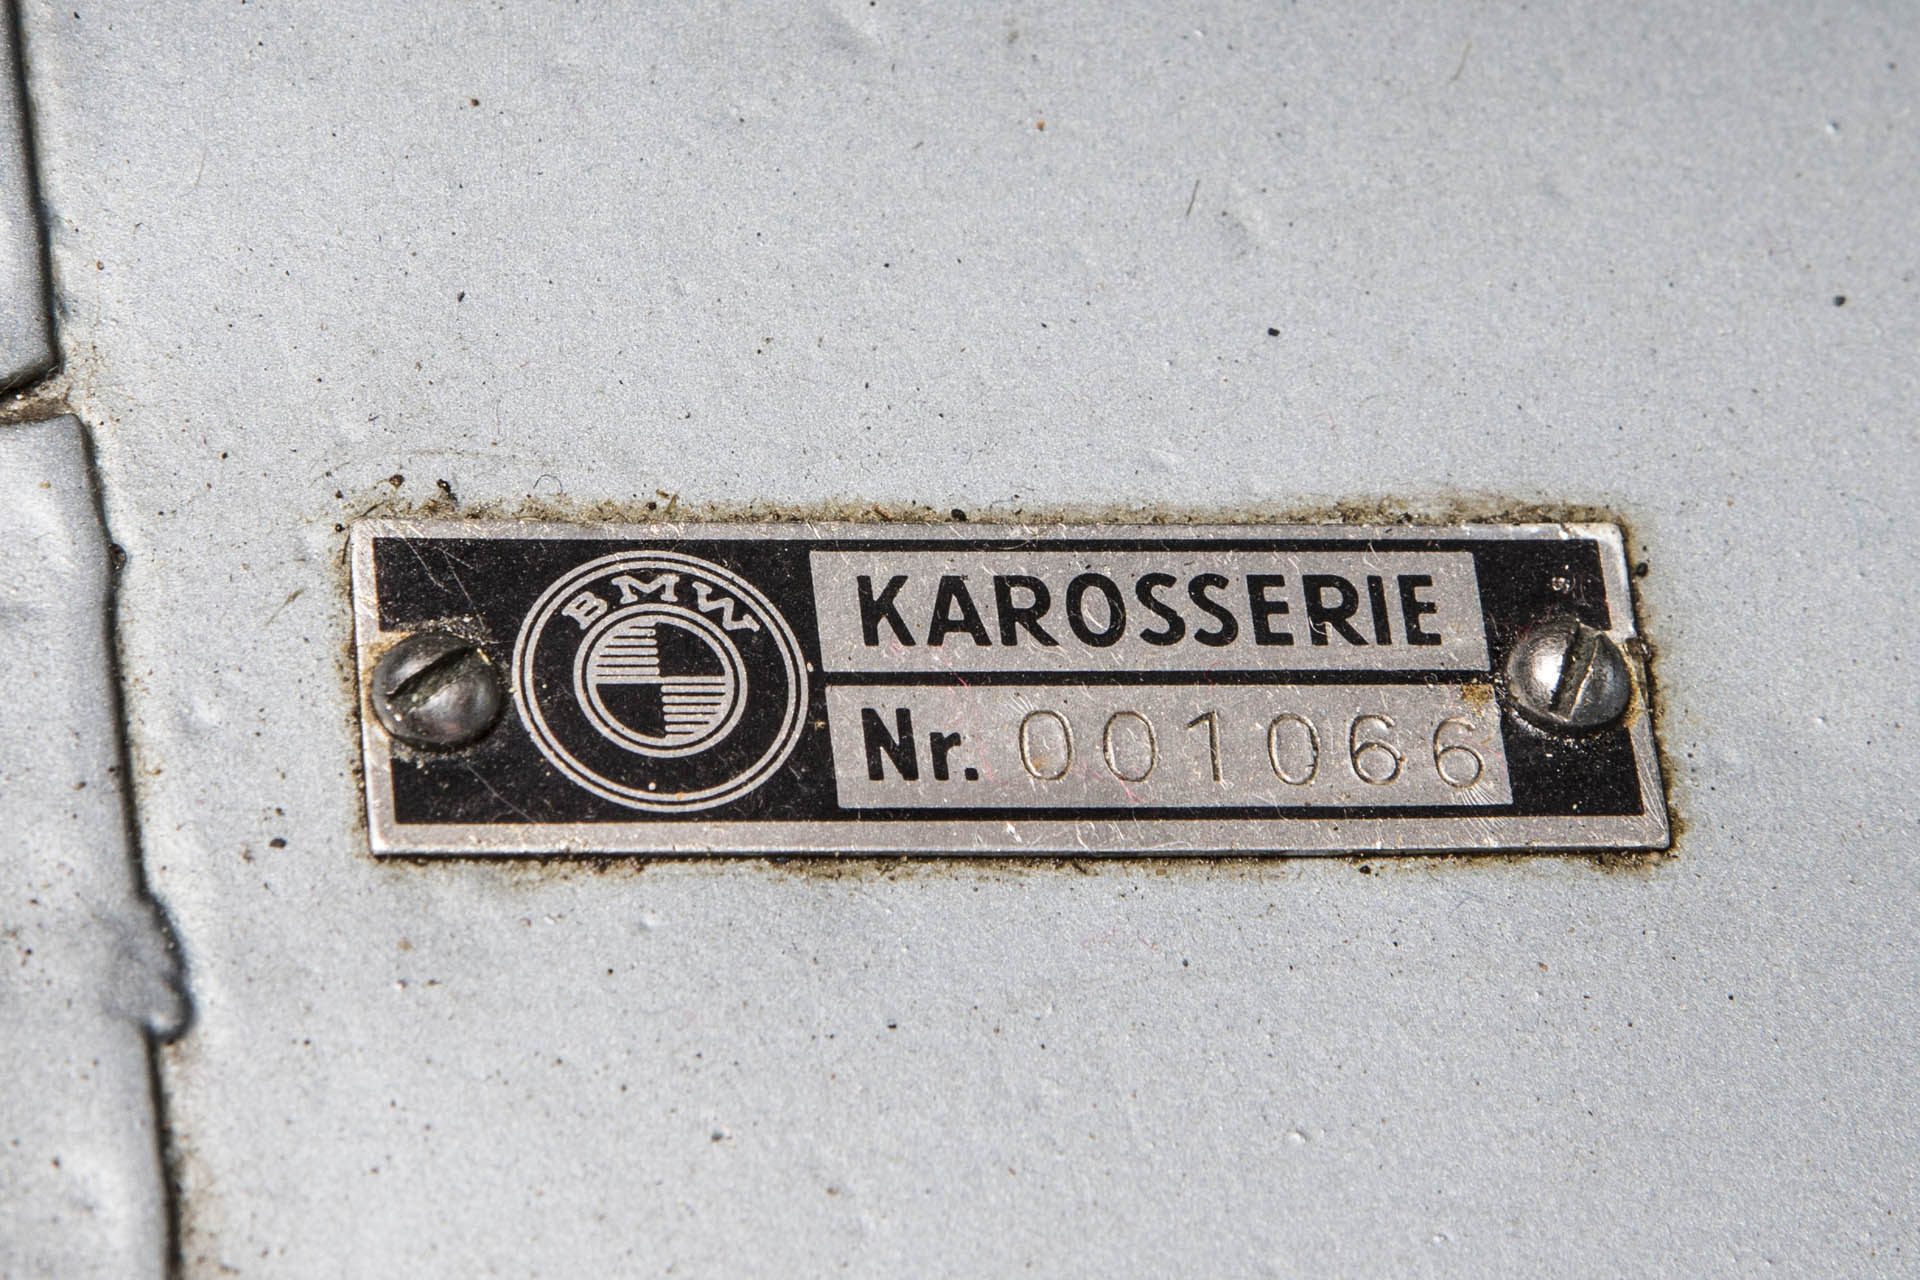 BMW
KAROSSERIE
Nr. 001066